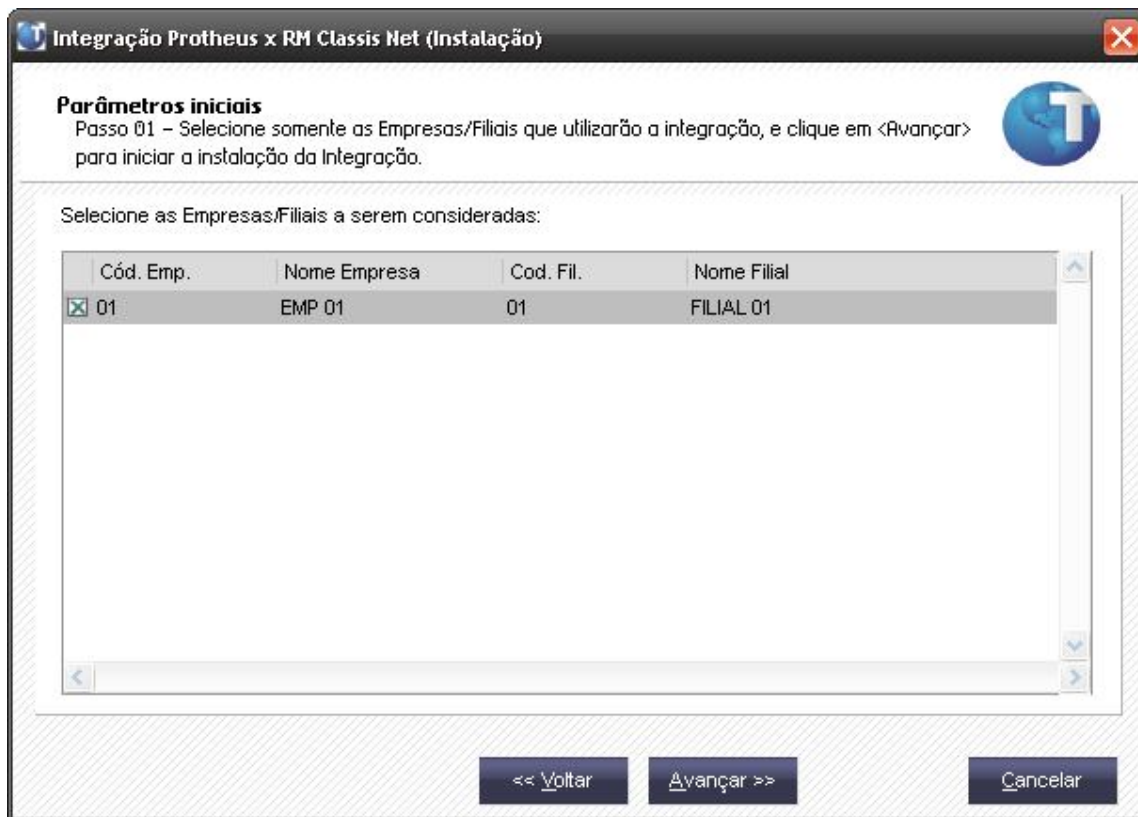 Integração Protheus x RM Classis Net (Instalação)
Parâmetros iniciais
Passo 01 - Selecione somente as Empresas/Filiais que utilizarão a integração, e clique em <Avançar>
para iniciar a instalação da Integração.
Selecione as Empresas/Filiais a serem consideradas:
Cód. Emp. Nome Empresa Cod. Fil. Nome Filial
01 EMP 01 01 FILIAL 01
<< Voltar Avançar >> Cancelar